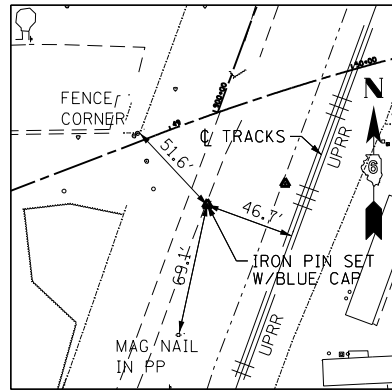 FENCE
CORNER
51.6'
℄ TRACKS
UPRR
N
46.7'
69.1'
IRON PIN SET
W/BLUE CAP
UPRR
MAG NAIL
IN PP